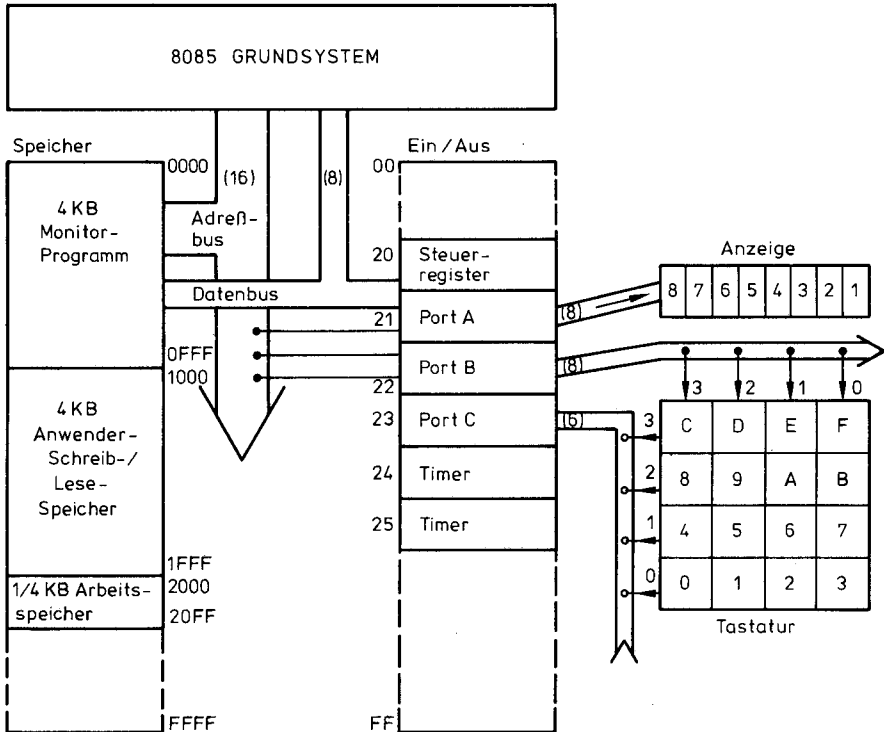 8085 GRUNDSYSTEM
Speicher
Ein/Aus
0000
(16)
(8)
00
4 KB
Monitor-
Programm
Adreß-
bus
20
Steuer-
register
Anzeige
8 7 6 5 4 3 2 1
Datenbus
21
Port A
(8)
0FFF
1000
22
Port B
(8)
3 2 1 0
4 KB
Anwender-
Schreib-/
Lese-
Speicher
23
Port C
(6)
3
C D E F
24
Timer
2
8 9 A B
25
Timer
1
4 5 6 7
1FFF
2000
1/4 KB Arbeits-
speicher
20FF
0
0 1 2 3
Tastatur
FFFF
FF